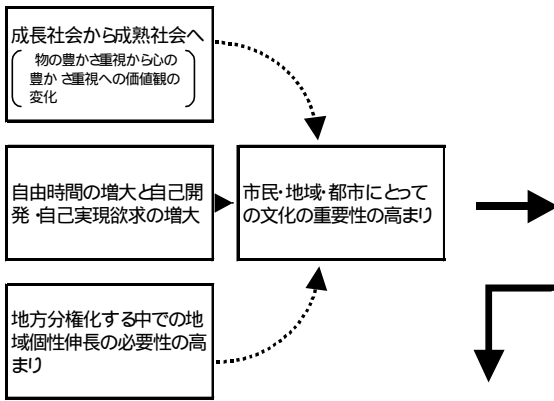 成長社会から成熟社会へ
物の豊かさ重視から心の
豊かさ重視への価値観の
変化
自由時間の増大と自己開
発・自己実現欲求の増大
市民・地域・都市にとって
の文化の重要性の高まり
地方分権化する中での地
域個性伸長の必要性の高
まり